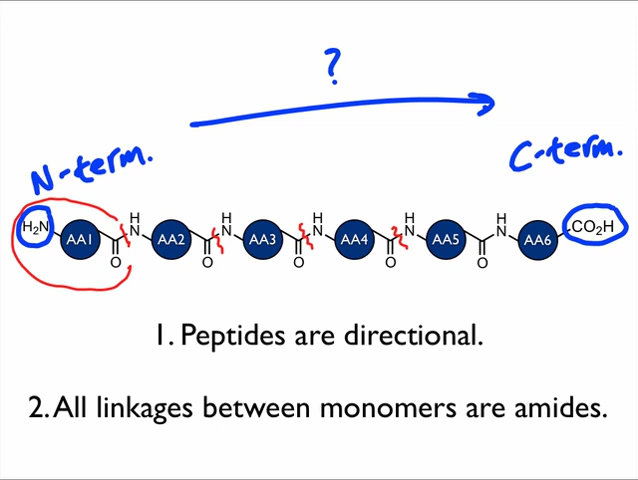 ?
N-term.
C-term.
H H H H H
H₂N AA1 N AA2 N AA3 N AA4 N AA5 N AA6 CO₂H
O O O O O
1. Peptides are directional.
2. All linkages between monomers are amides.